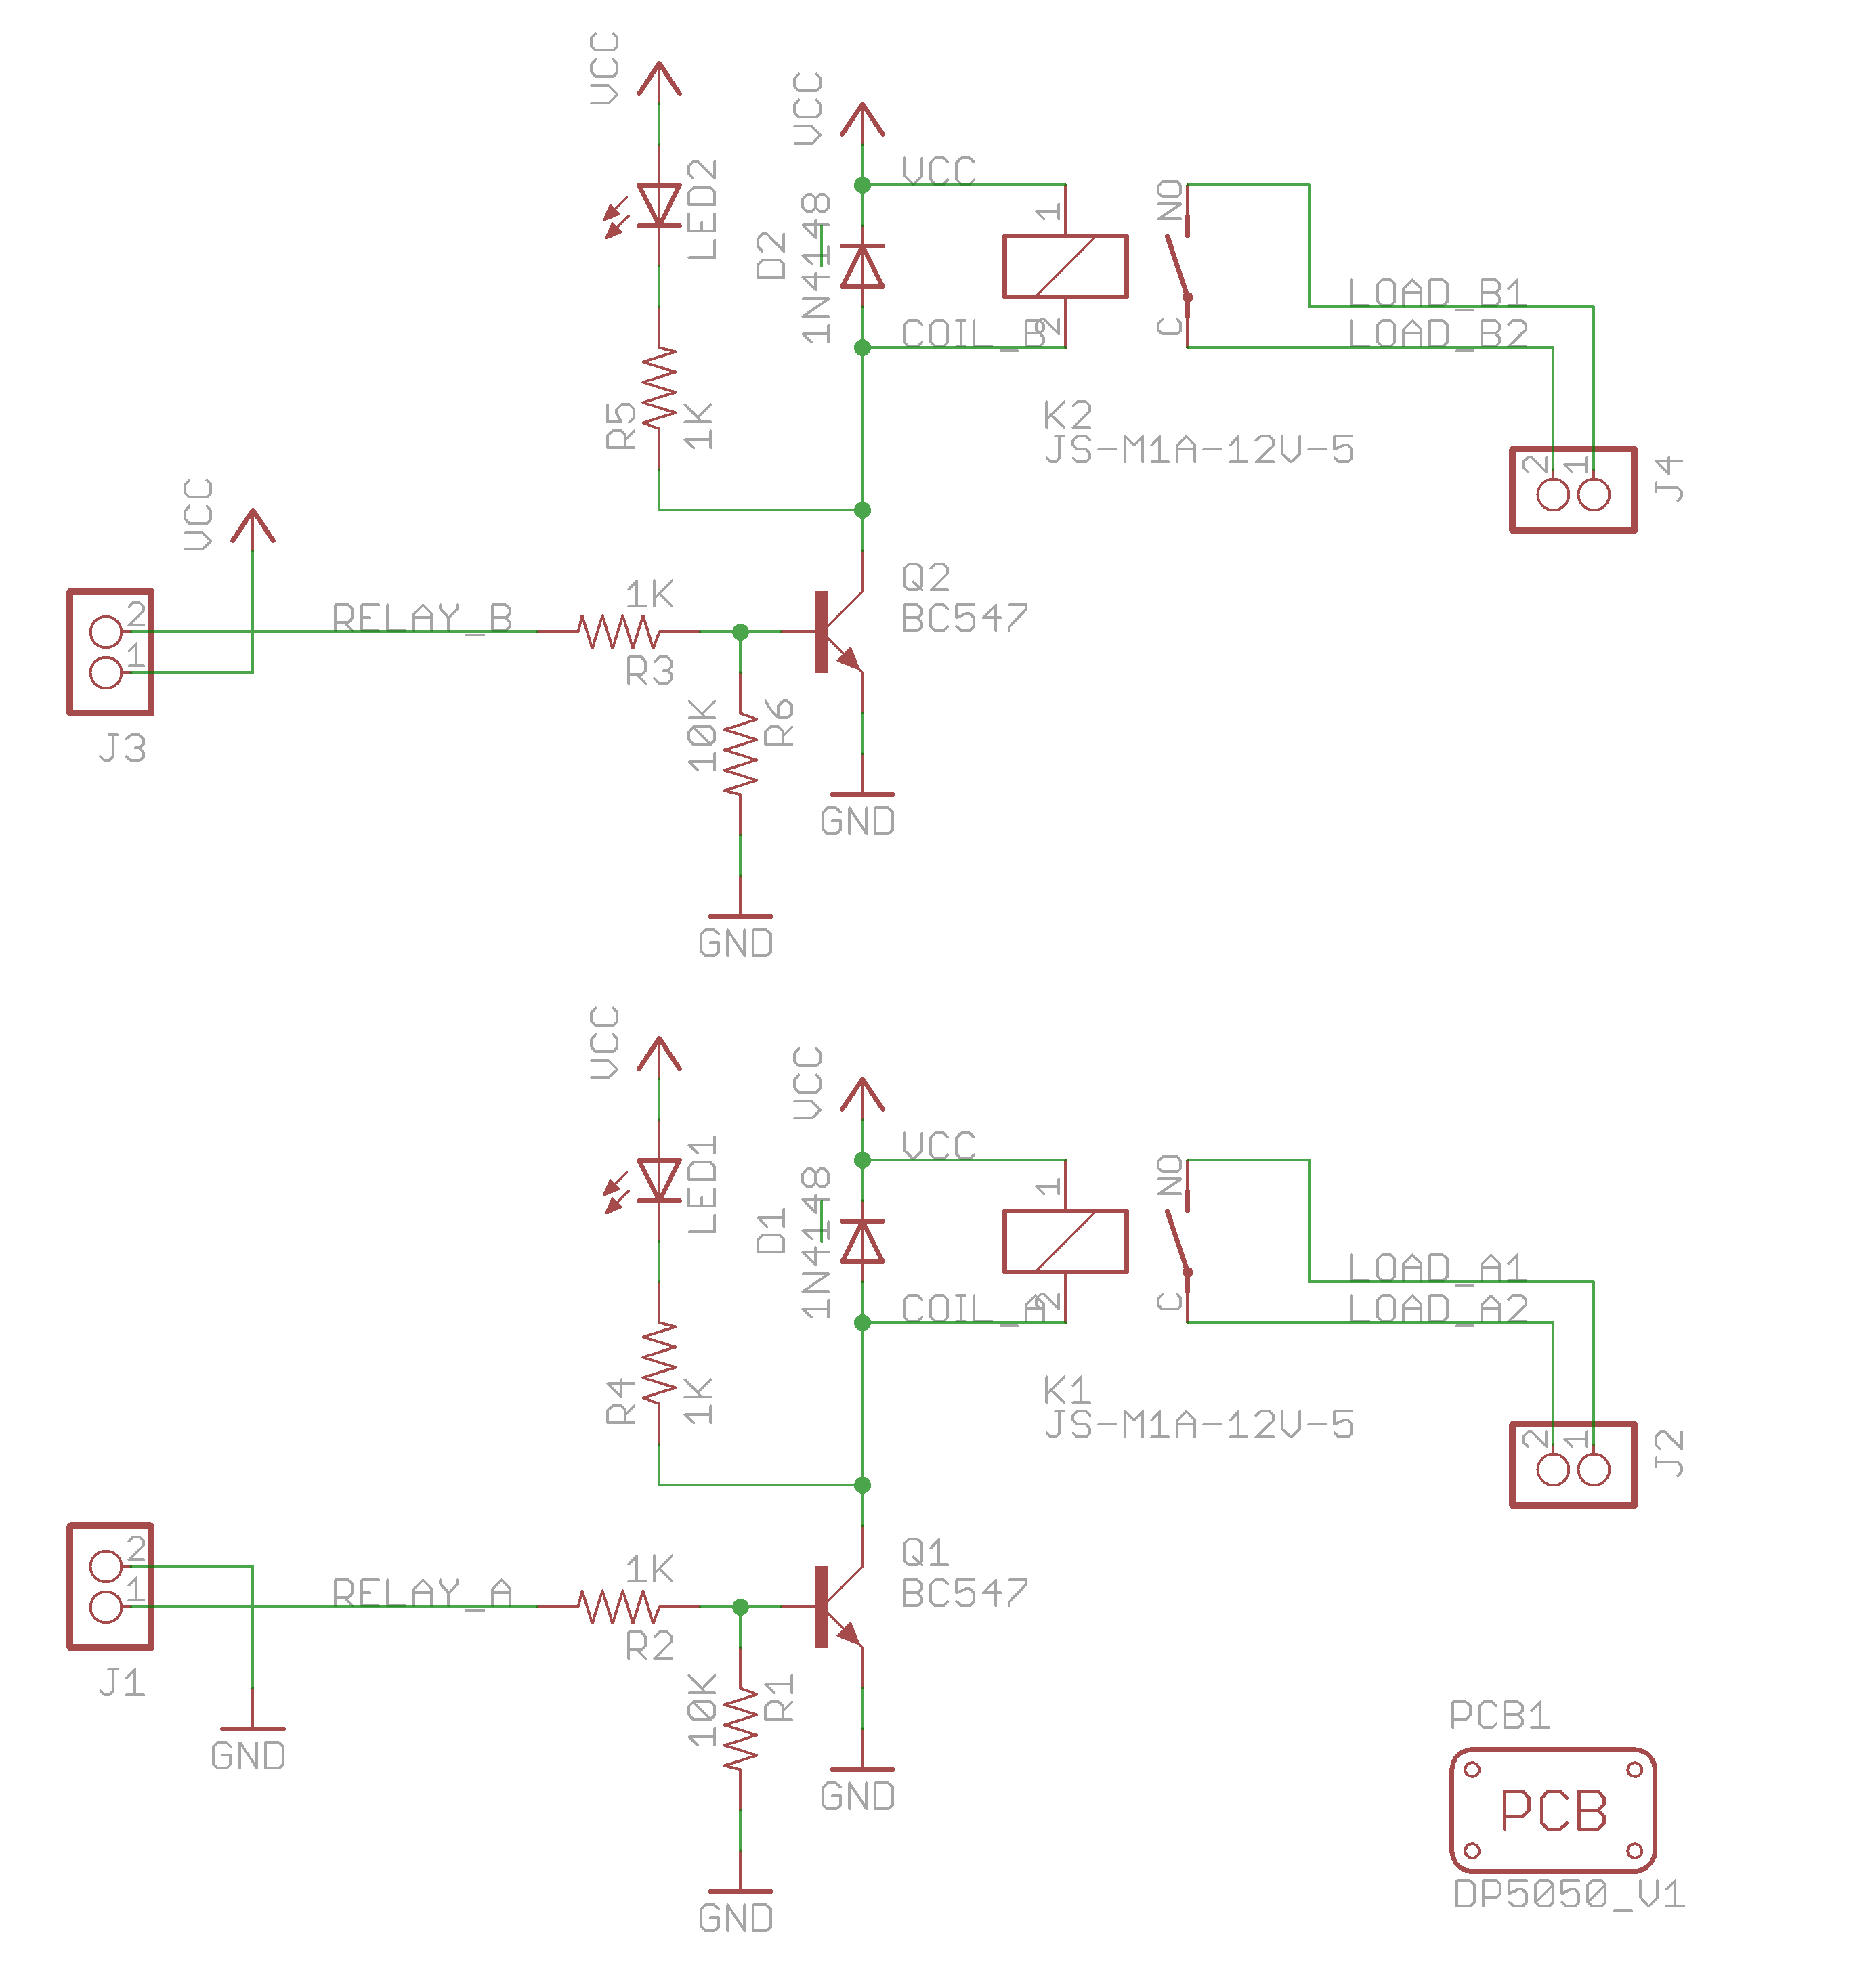 VCC
VCC
VCC
LED2
D2
1N4148
1
NO
LOAD_B1
COIL_B
2
C
LOAD_B2
R5
1K
K2
JS-M1A-12V-5
2
1
J4
VCC
1K
Q2
BC547
2
RELAY_B
1
R3
10K
R6
J3
GND
GND
VCC
VCC
VCC
LED1
D1
1N4148
1
NO
LOAD_A1
COIL_A
2
C
LOAD_A2
R4
1K
K1
JS-M1A-12V-5
2
1
J2
1K
Q1
BC547
2
1
RELAY_A
R2
10K
R1
J1
GND
GND
GND
PCB1
PCB
DP5050_V1